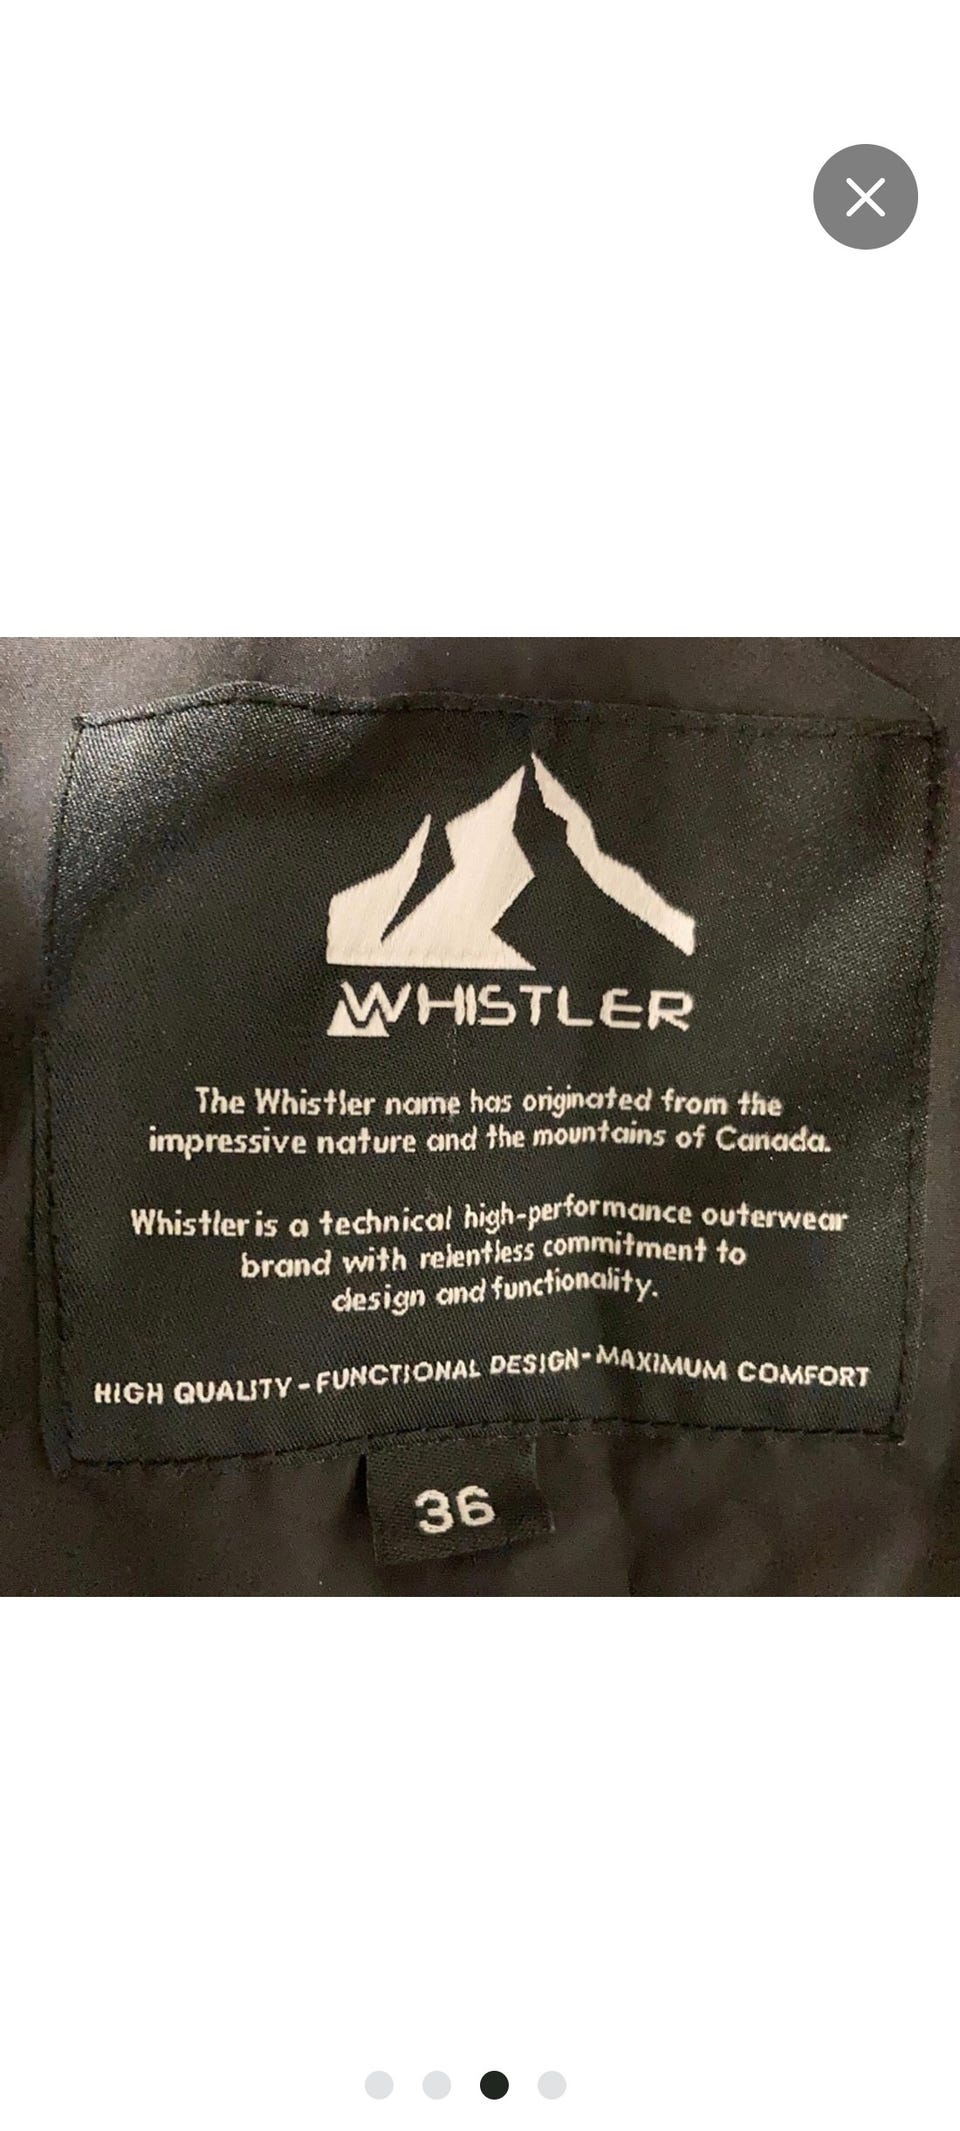 WHISTLER
The Whistler name has originated from the
impressive nature and the mountains of Canada.
Whistler is a technical high-performance outerwear
brand with relentless commitment to
design and functionality.
HIGH QUALITY - FUNCTIONAL DESIGN - MAXIMUM COMFORT
36